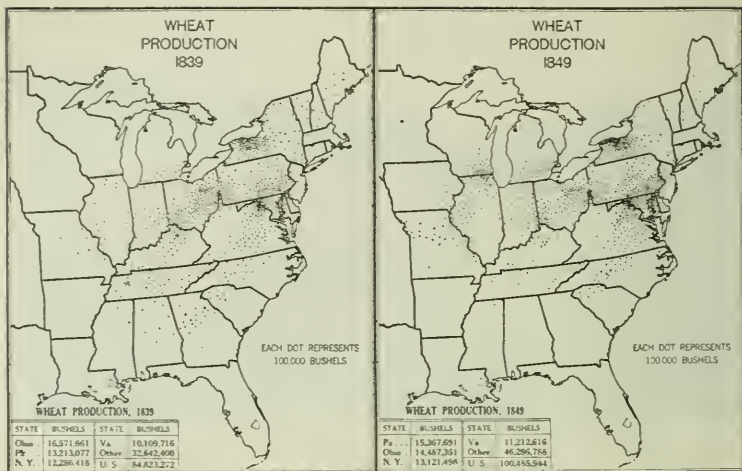 WHEAT
PRODUCTION
1839
EACH DOT REPRESENTS
100,000 BUSHELS
WHEAT PRODUCTION, 1839
STATE BUSHELS STATE BUSHELS
Ohio . 16,571,661 Va 10,109,716
Pa . 13,213,077 Other 32,642,400
N. Y. 12,286,418 U S 84,823,272
WHEAT
PRODUCTION
1849
EACH DOT REPRESENTS
100,000 BUSHELS
WHEAT PRODUCTION, 1849
STATE BUSHELS STATE BUSHELS
Pa . . . 15,367,691 Va 11,212,616
Ohio . 14,487,351 Other 46,296,788
N. Y. 13,121,498 U S 100,485,944